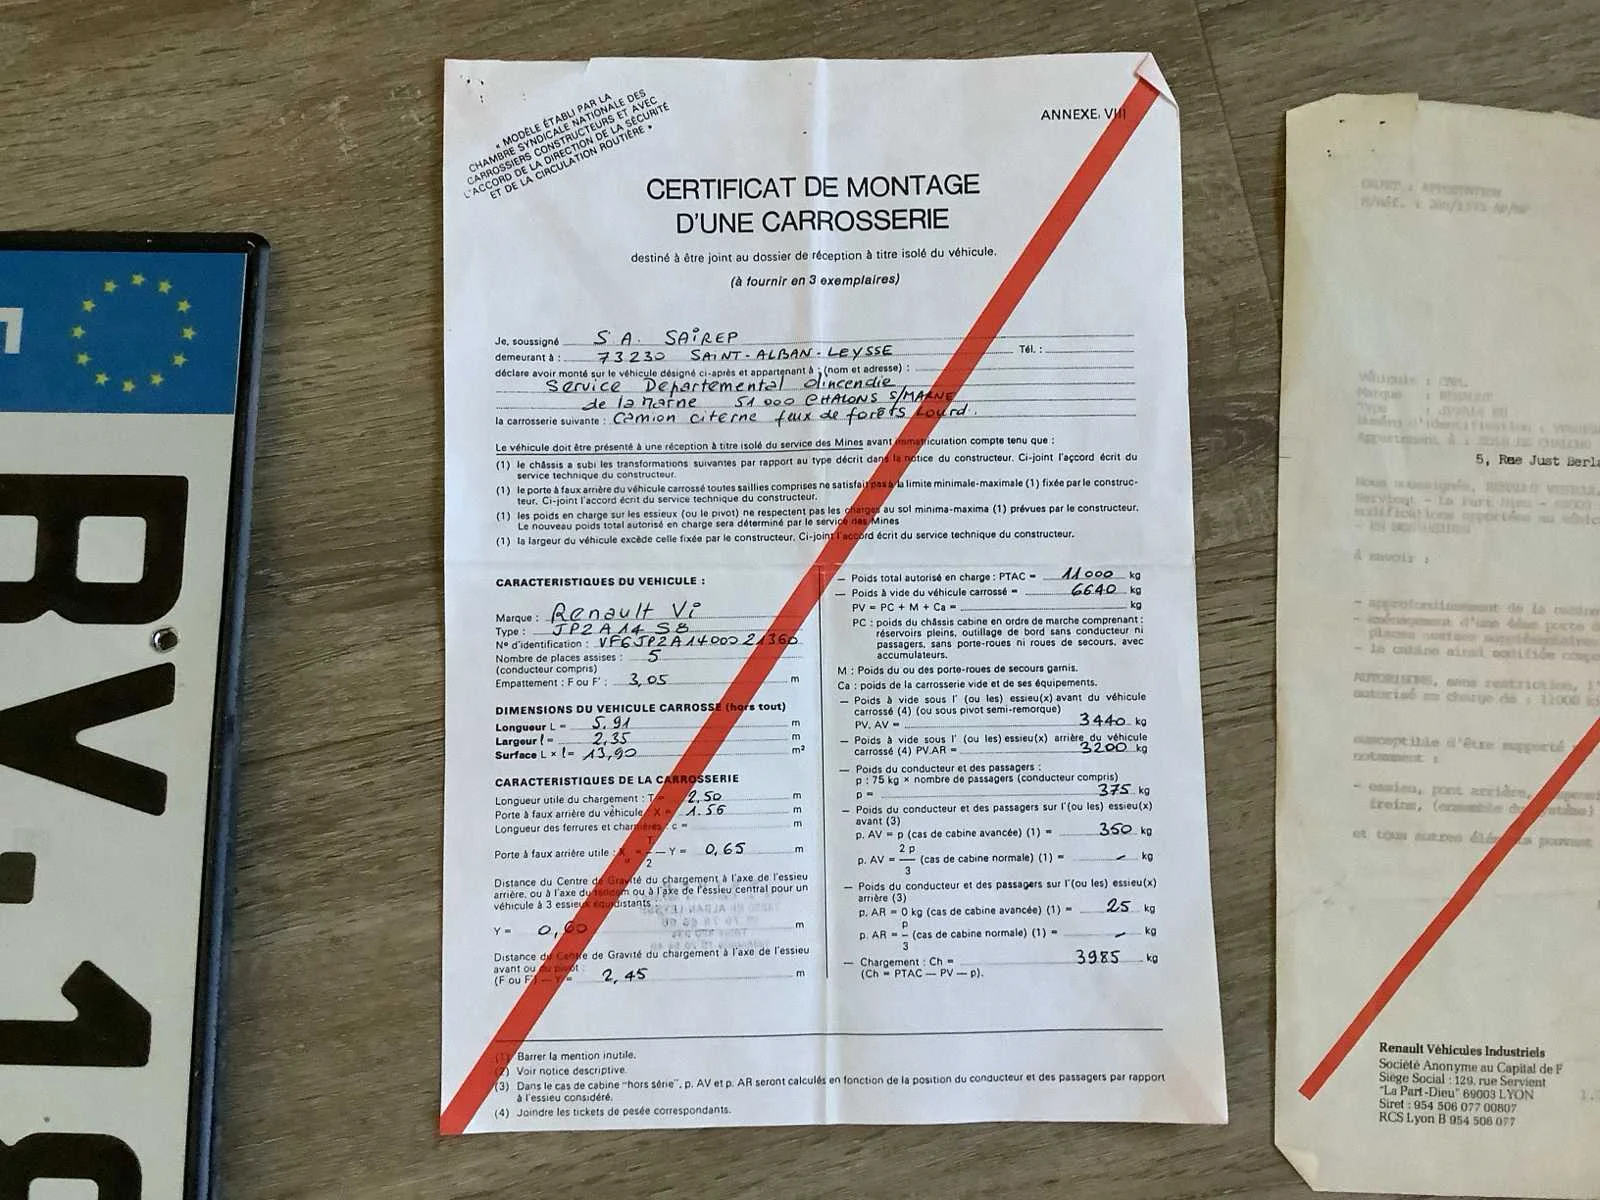 « MODÈLE ÉTABLI PAR LA
CHAMBRE SYNDICALE NATIONALE DES
CARROSSIERS CONSTRUCTEURS ET AVEC
L'ACCORD DE LA DIRECTION DE LA SÉCURITÉ
ET DE LA CIRCULATION ROUTIÈRE »
ANNEXE VIII
CERTIFICAT DE MONTAGE
D'UNE CARROSSERIE
destiné à être joint au dossier de réception à titre isolé du véhicule.
(à fournir en 3 exemplaires)
Je, soussigné S.A. SAIREP
demeurant à : 73230 SAINT-ALBAN-LEYSSE Tél. :
déclare avoir monté sur le véhicule désigné ci-après et appartenant à : (nom et adresse) :
Service Départemental d'incendie
de la Marne 51000 CHALONS S/MARNE
la carrosserie suivante : Camion citerne feux de forêts Lourd.
Le véhicule doit être présenté à une réception à titre isolé du service des Mines avant immatriculation compte tenu que :
(1) le châssis a subi les transformations suivantes par rapport au type décrit dans la notice du constructeur. Ci-joint l'accord écrit du
service technique du constructeur.
(1) le porte à faux arrière du véhicule carrossé toutes saillies comprises ne satisfait pas à la limite minimale-maximale (1) fixée par le construc-
teur. Ci-joint l'accord écrit du service technique du constructeur.
(1) les poids en charge sur les essieux (ou le pivot) ne respectent pas les charges au sol minima-maxima (1) prévues par le constructeur.
Le nouveau poids total autorisé en charge sera déterminé par le service des Mines
(1) la largeur du véhicule excède celle fixée par le constructeur. Ci-joint l'accord écrit du service technique du constructeur.
CARACTERISTIQUES DU VEHICULE :
Marque : Renault Vi
Type : JP2A14 S8
N° d'identification : VF6JP2A1400021360
Nombre de places assises : 5
(conducteur compris)
Empattement : F ou F' : 3,05 m
DIMENSIONS DU VEHICULE CARROSSÉ (hors tout)
Longueur L = 5,91 m
Largeur l = 2,35 m
Surface L × l = 13,90 m²
CARACTERISTIQUES DE LA CARROSSERIE
Longueur utile du chargement : T = 2,50 m
Porte à faux arrière du véhicule X = 1.56 m
Longueur des ferrures et charnières : c = m
Porte à faux arrière utile : X = T/2 — Y = 0,65 m
Distance du Centre de Gravité du chargement à l'axe de l'essieu
arrière, ou à l'axe du tandem ou à l'axe de l'essieu central pour un
véhicule à 3 essieux équidistants :
Y = 0,60 m
Distance du Centre de Gravité du chargement à l'axe de l'essieu
avant ou du pivot :
(F ou F') — Y = 2,45 m
— Poids total autorisé en charge : PTAC = 11000 kg
— Poids à vide du véhicule carrossé = 6640 kg
PV = PC + M + Ca = kg
PC : poids du châssis cabine en ordre de marche comprenant :
réservoirs pleins, outillage de bord sans conducteur ni
passagers, sans porte-roues ni roues de secours, avec
accumulateurs.
M : Poids du ou des porte-roues de secours garnis.
Ca : poids de la carrosserie vide et de ses équipements.
— Poids à vide sous l' (ou les) essieu(x) avant du véhicule
carrossé (4) (ou sous pivot semi-remorque)
PV. AV = 3440 kg
— Poids à vide sous l' (ou les) essieu(x) arrière du véhicule
carrossé (4) PV.AR = 3200 kg
— Poids du conducteur et des passagers :
p : 75 kg × nombre de passagers (conducteur compris)
p = 375 kg
— Poids du conducteur et des passagers sur l'(ou les) essieu(x)
avant (3)
p. AV = p (cas de cabine avancée) (1) = 350 kg
p. AV = 2 p/3 (cas de cabine normale) (1) = – kg
— Poids du conducteur et des passagers sur l'(ou les) essieu(x)
arrière (3)
p. AR = 0 kg (cas de cabine avancée) (1) = 25 kg
p. AR = p/3 (cas de cabine normale) (1) = – kg
— Chargement : Ch = 3985 kg
(Ch = PTAC — PV — p).
(1) Barrer la mention inutile.
(2) Voir notice descriptive.
(3) Dans le cas de cabine "hors série", p. AV et p. AR seront calculés en fonction de la position du conducteur et des passagers par rapport
à l'essieu considéré.
(4) Joindre les tickets de pesée correspondants.
BY-18
5, Rue Just Berla
À savoir :
Renault Véhicules Industriels
Société Anonyme au Capital de F
Siège Social : 129, rue Servient
"La Part-Dieu" 69003 LYON
Siret : 954 506 077 00807
RCS Lyon B 954 506 077